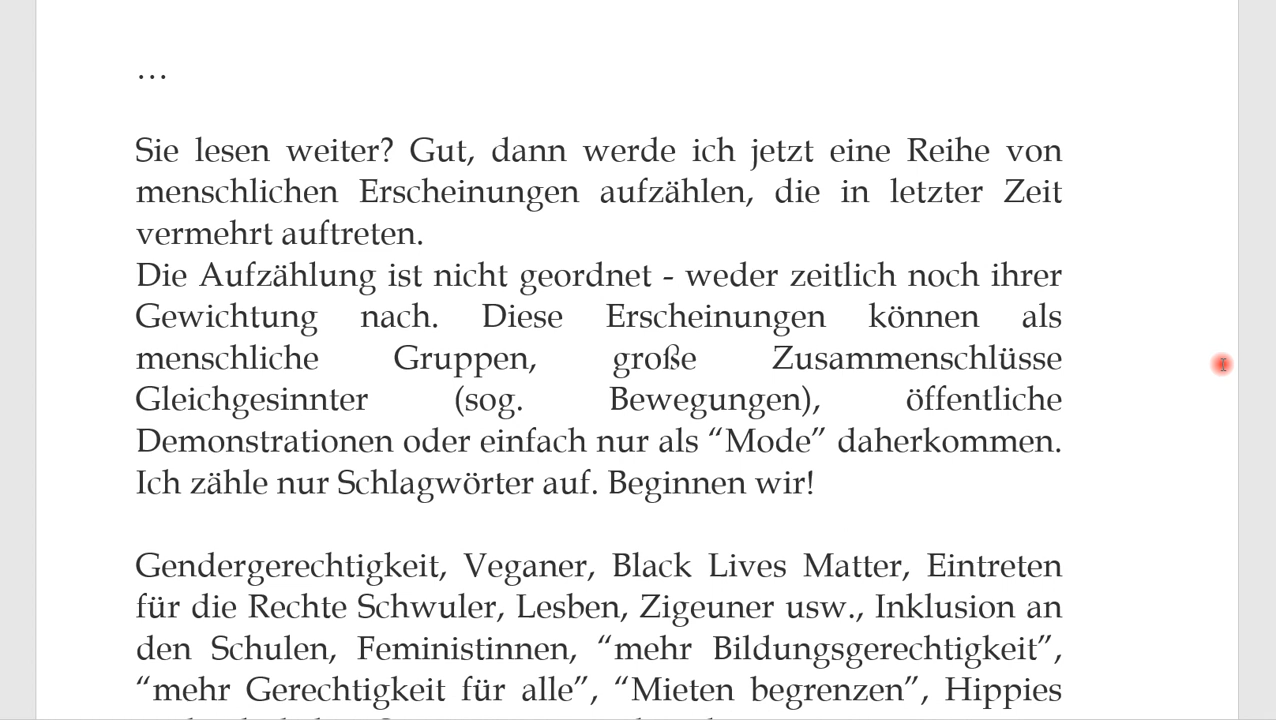 …
Sie lesen weiter? Gut, dann werde ich jetzt eine Reihe von
menschlichen Erscheinungen aufzählen, die in letzter Zeit
vermehrt auftreten.
Die Aufzählung ist nicht geordnet - weder zeitlich noch ihrer
Gewichtung nach. Diese Erscheinungen können als
menschliche Gruppen, große Zusammenschlüsse
Gleichgesinnter (sog. Bewegungen), öffentliche
Demonstrationen oder einfach nur als “Mode” daherkommen.
Ich zähle nur Schlagwörter auf. Beginnen wir!
Gendergerechtigkeit, Veganer, Black Lives Matter, Eintreten
für die Rechte Schwuler, Lesben, Zigeuner usw., Inklusion an
den Schulen, Feministinnen, “mehr Bildungsgerechtigkeit”,
“mehr Gerechtigkeit für alle”, “Mieten begrenzen”, Hippies